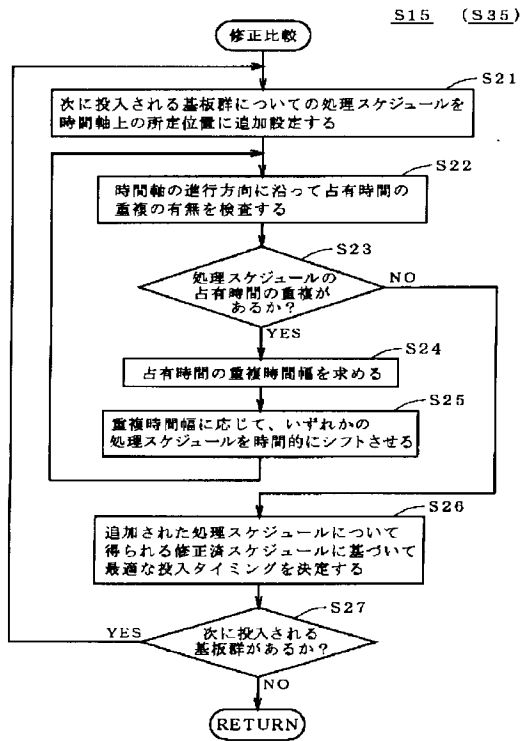 S15 (S35)
修正比較
S21
次に投入される基板群についての処理スケジュールを
時間軸上の所定位置に追加設定する
S22
時間軸の進行方向に沿って占有時間の
重複の有無を検査する
S23
処理スケジュールの
占有時間の重複が
あるか?
NO
YES
S24
占有時間の重複時間幅を求める
S25
重複時間幅に応じて、いずれかの
処理スケジュールを時間的にシフトさせる
S26
追加された処理スケジュールについて
得られる修正済スケジュールに基づいて
最適な投入タイミングを決定する
S27
YES
次に投入される
基板群があるか?
NO
RETURN